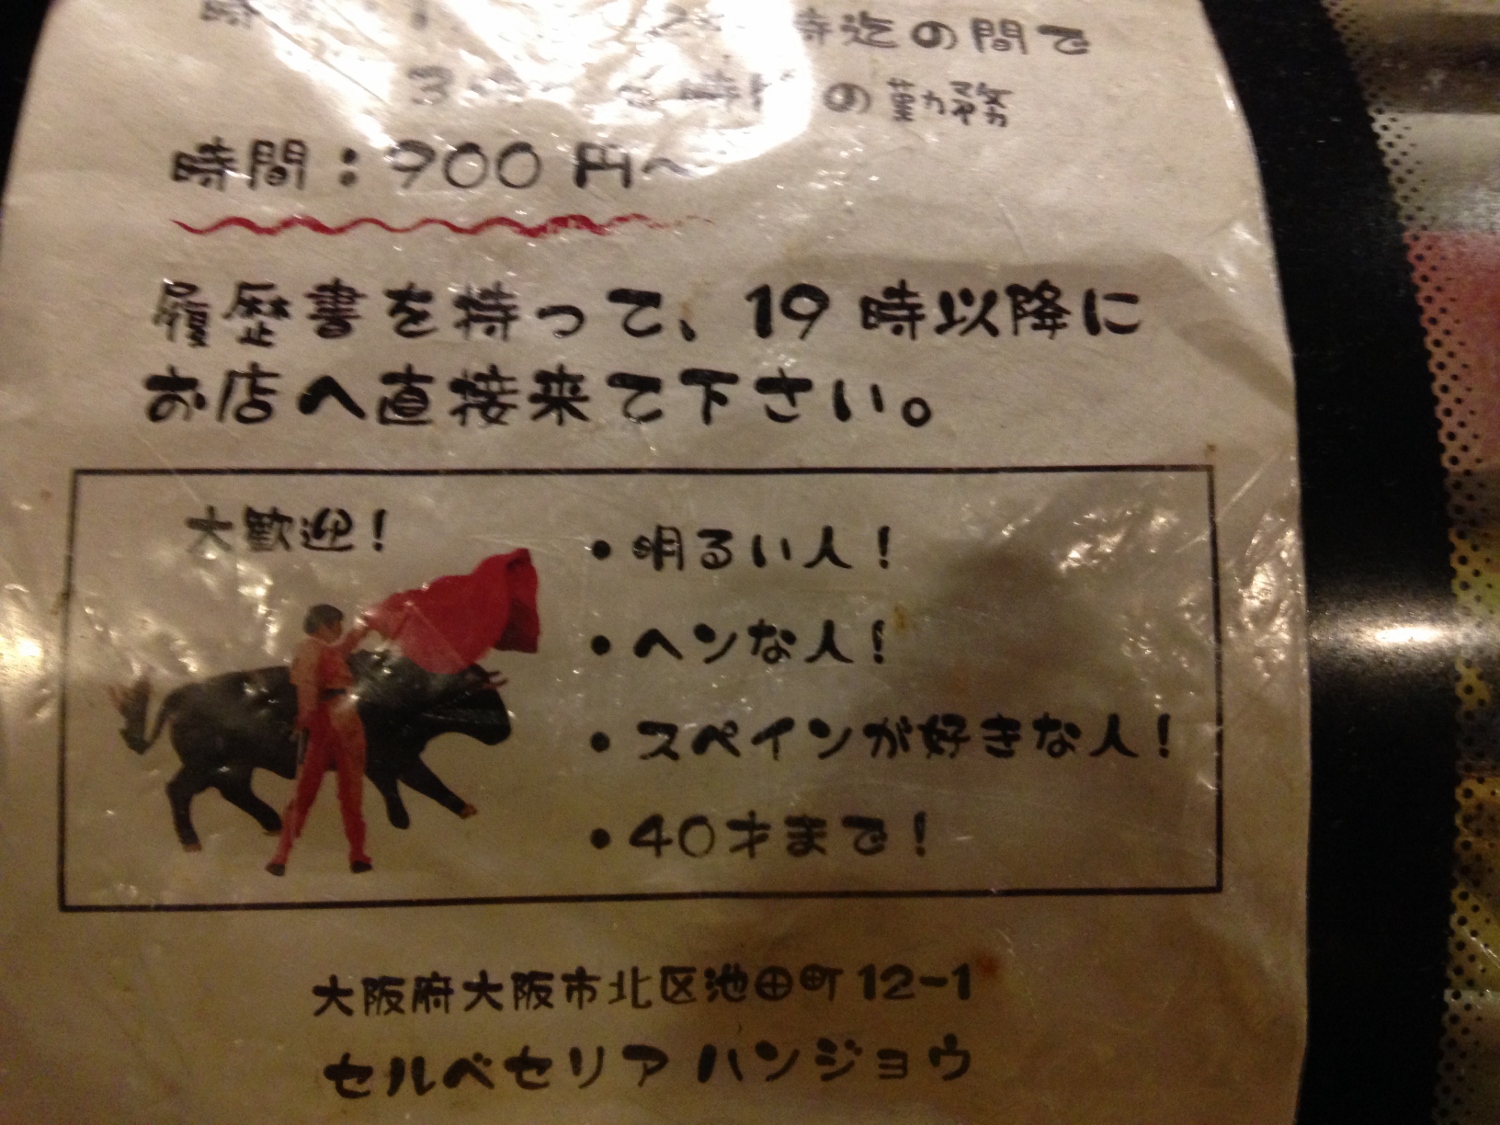 時迄の間で
の勤務
時間：900円～
履歴書を持って、19時以降に
お店へ直接来て下さい。
大歓迎！
・明るい人！
・ヘンな人！
・スペインが好きな人！
・40才まで！
大阪府大阪市北区池田町12-1
セルベセリア ハンジョウ